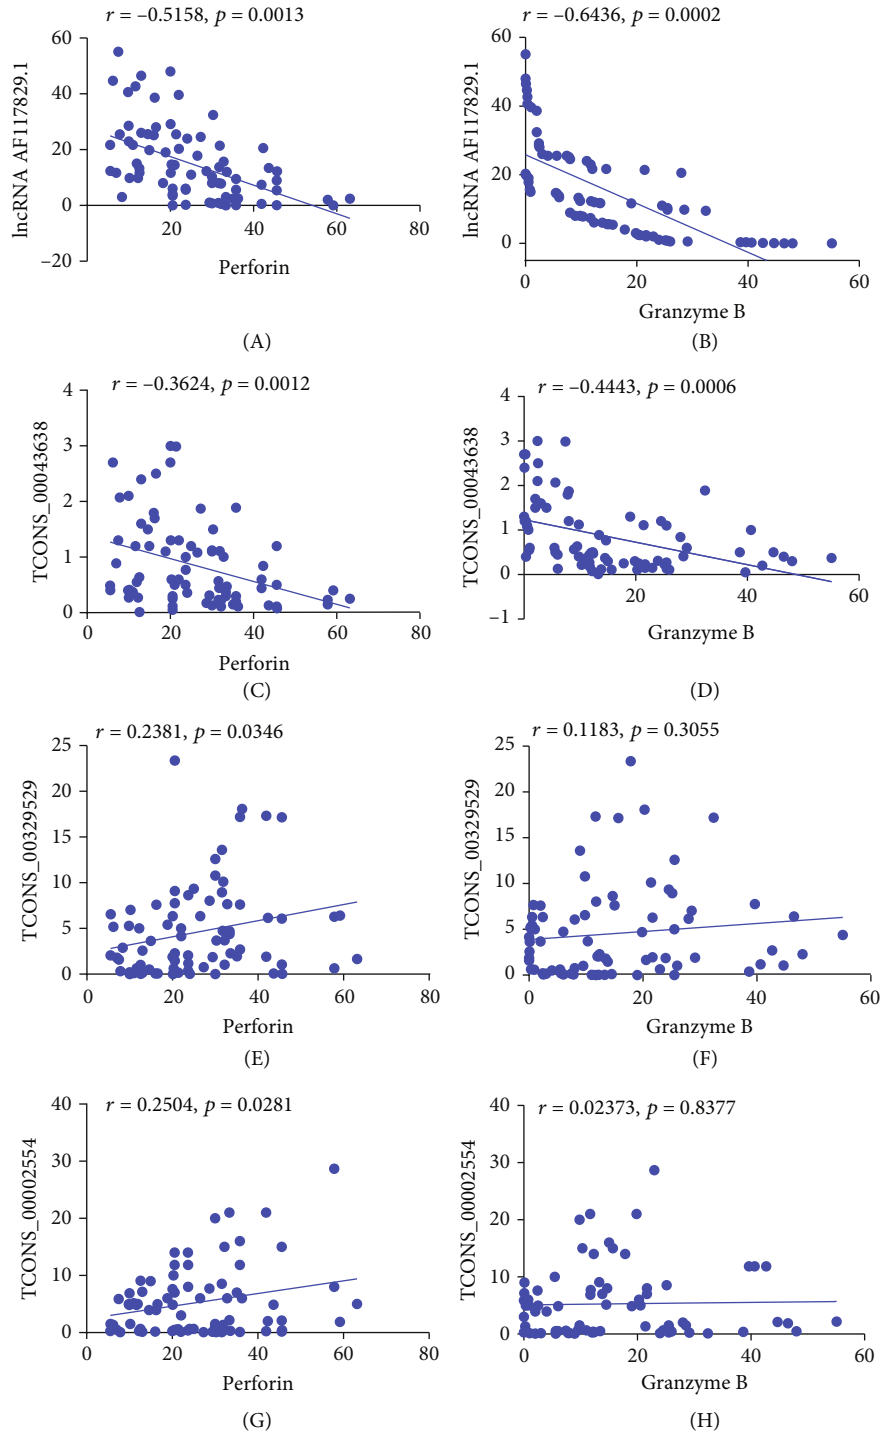 r = –0.5158, p = 0.0013
60
40
20
0
–20
20
40
60
80
lncRNA AF117829.1
Perforin
(A)
r = –0.6436, p = 0.0002
60
40
20
0
0
20
40
60
lncRNA AF117829.1
Granzyme B
(B)
r = –0.3624, p = 0.0012
4
3
2
1
0
0
20
40
60
80
TCONS_00043638
Perforin
(C)
r = –0.4443, p = 0.0006
4
3
2
1
0
–1
20
40
60
TCONS_00043638
Granzyme B
(D)
r = 0.2381, p = 0.0346
25
20
15
10
5
0
0
20
40
60
80
TCONS_00329529
Perforin
(E)
r = 0.1183, p = 0.3055
25
20
15
10
5
0
0
20
40
60
TCONS_00329529
Granzyme B
(F)
r = 0.2504, p = 0.0281
40
30
20
10
0
0
20
40
60
80
TCONS_00002554
Perforin
(G)
r = 0.02373, p = 0.8377
40
30
20
10
0
0
20
40
60
TCONS_00002554
Granzyme B
(H)